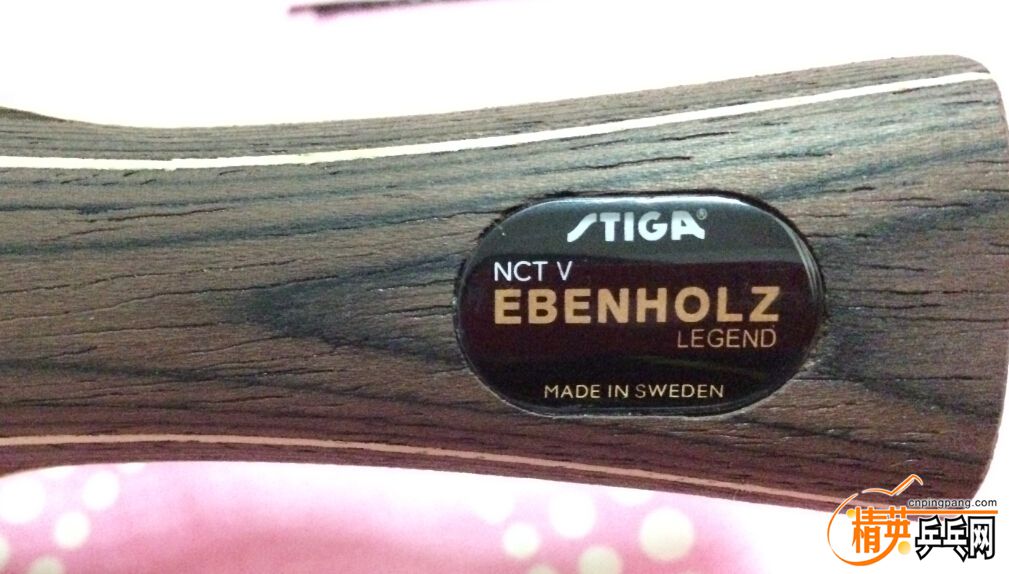 STIGA®
NCT V
EBENHOLZ
LEGEND
MADE IN SWEDEN
cnpingpang.com
精英乒乓网